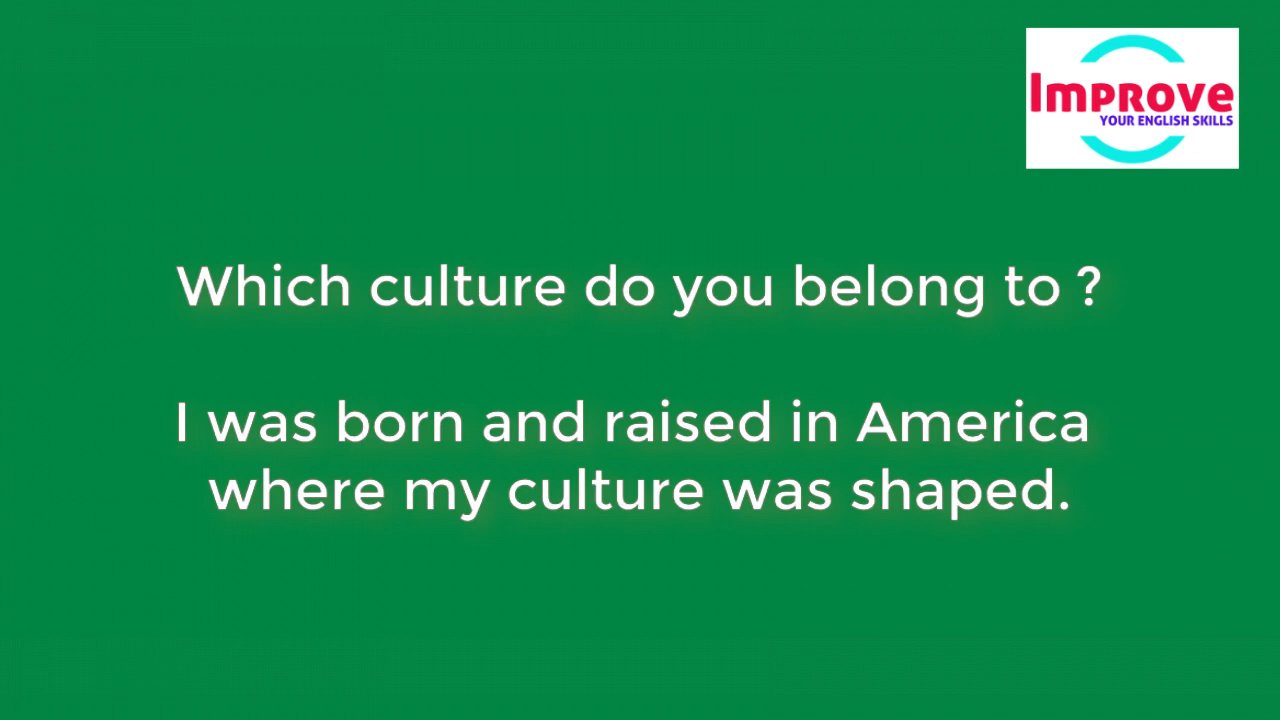 Improve
YOUR ENGLISH SKILLS
Which culture do you belong to ?
I was born and raised in America
where my culture was shaped.